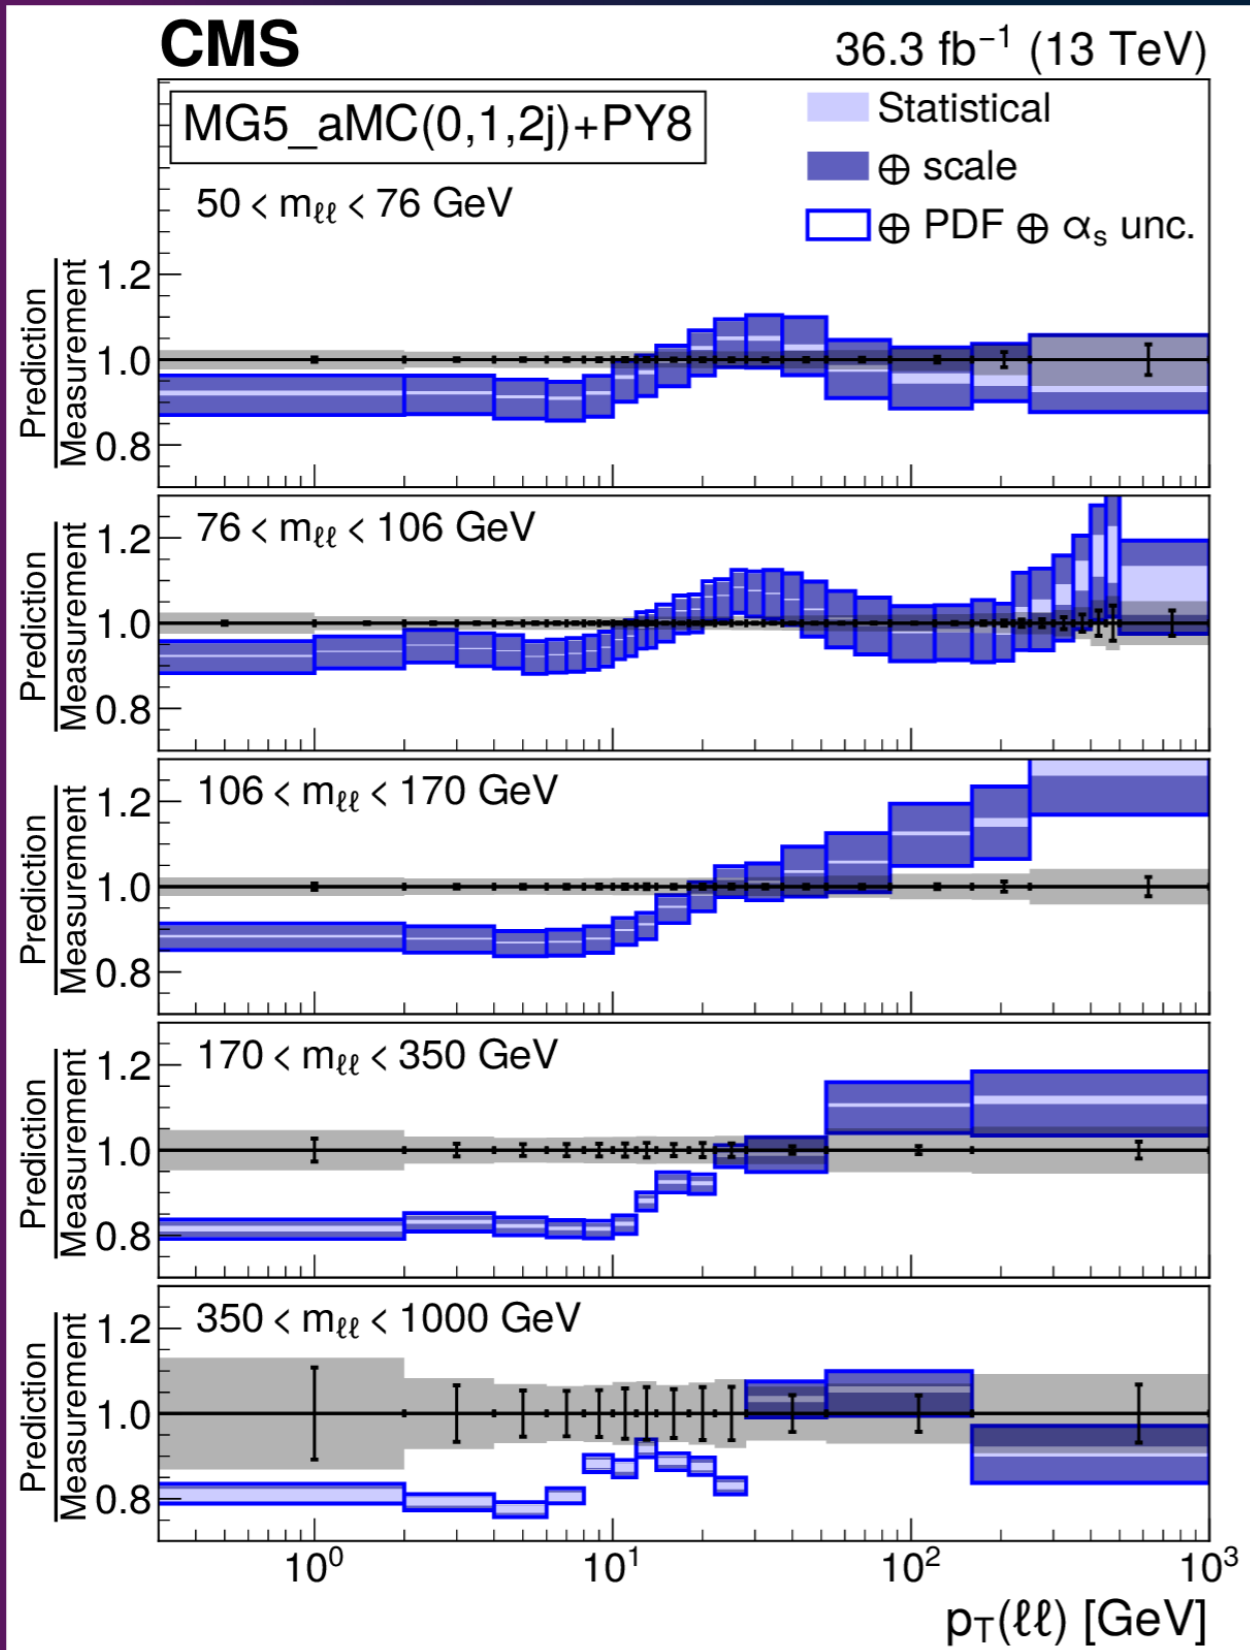 CMS
36.3 fb⁻¹ (13 TeV)
MG5_aMC(0,1,2j)+PY8
Statistical
⊕ scale
⊕ PDF ⊕ αₛ unc.
50 < mℓℓ < 76 GeV
Prediction
Measurement
1.2
1.0
0.8
76 < mℓℓ < 106 GeV
Prediction
Measurement
1.2
1.0
0.8
106 < mℓℓ < 170 GeV
Prediction
Measurement
1.2
1.0
0.8
170 < mℓℓ < 350 GeV
Prediction
Measurement
1.2
1.0
0.8
350 < mℓℓ < 1000 GeV
Prediction
Measurement
1.2
1.0
0.8
10⁰ 10¹ 10² 10³
p_T(ℓℓ) [GeV]